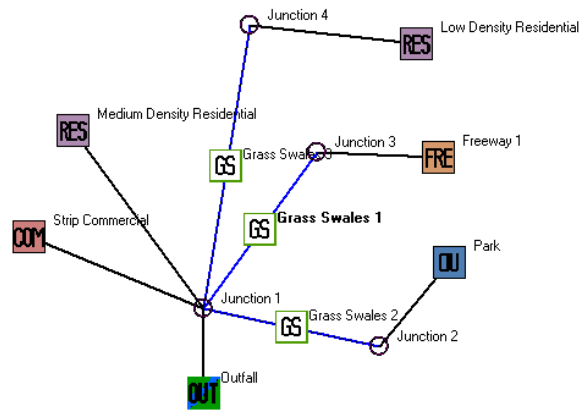 Junction 4
Low Density Residential
RES
Medium Density Residential
RES
Junction 3
Freeway 1
FRE
Grass Swales 3
GS
Strip Commercial
COM
Grass Swales 1
GS
Park
OU
Junction 1
Grass Swales 2
GS
Junction 2
Outfall
OUT